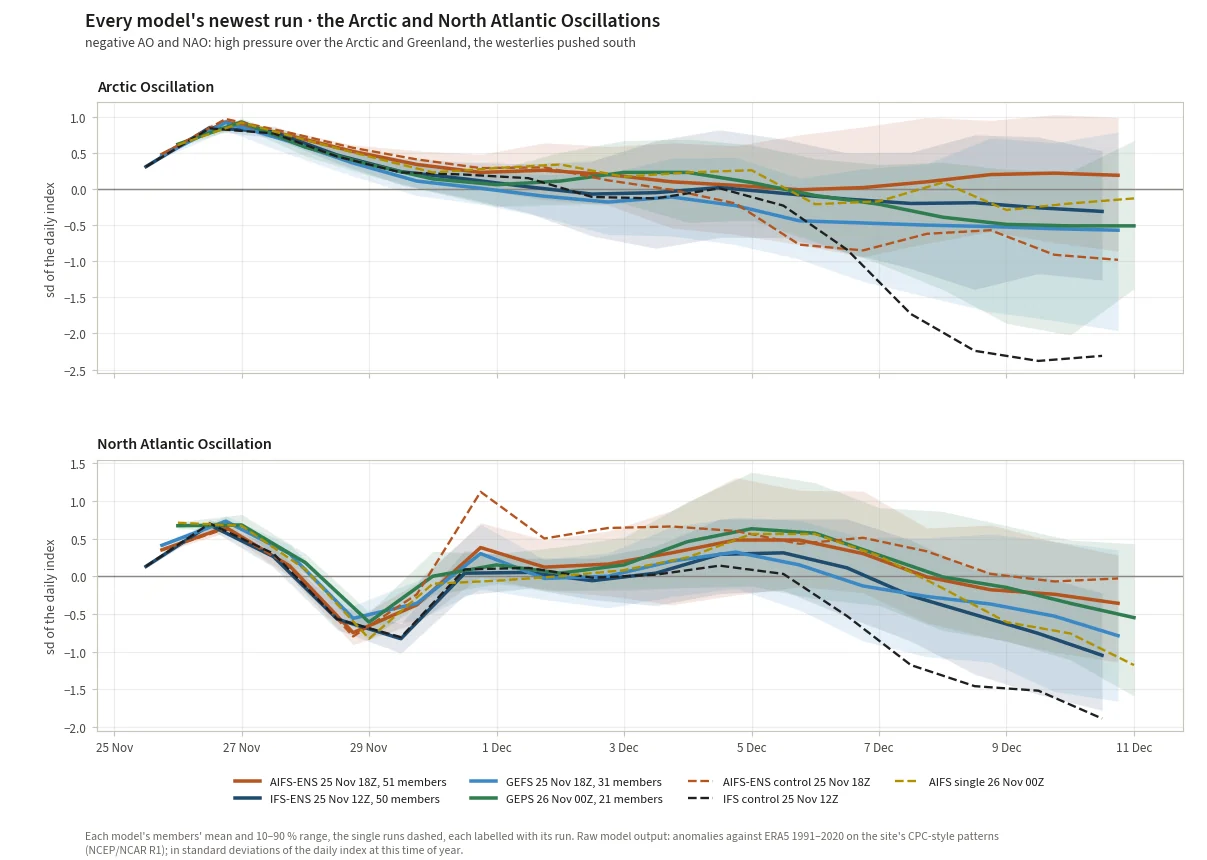 Every model's newest run · the Arctic and North Atlantic Oscillations
negative AO and NAO: high pressure over the Arctic and Greenland, the westerlies pushed south
Arctic Oscillation
sd of the daily index
1.0
0.5
0.0
−0.5
−1.0
−1.5
−2.0
−2.5
North Atlantic Oscillation
sd of the daily index
1.5
1.0
0.5
0.0
−0.5
−1.0
−1.5
−2.0
25 Nov 27 Nov 29 Nov 1 Dec 3 Dec 5 Dec 7 Dec 9 Dec 11 Dec
AIFS-ENS 25 Nov 18Z, 51 members GEFS 25 Nov 18Z, 31 members AIFS-ENS control 25 Nov 18Z AIFS single 26 Nov 00Z
IFS-ENS 25 Nov 12Z, 50 members GEPS 26 Nov 00Z, 21 members IFS control 25 Nov 12Z
Each model's members' mean and 10–90 % range, the single runs dashed, each labelled with its run. Raw model output: anomalies against ERA5 1991–2020 on the site's CPC-style patterns
(NCEP/NCAR R1); in standard deviations of the daily index at this time of year.